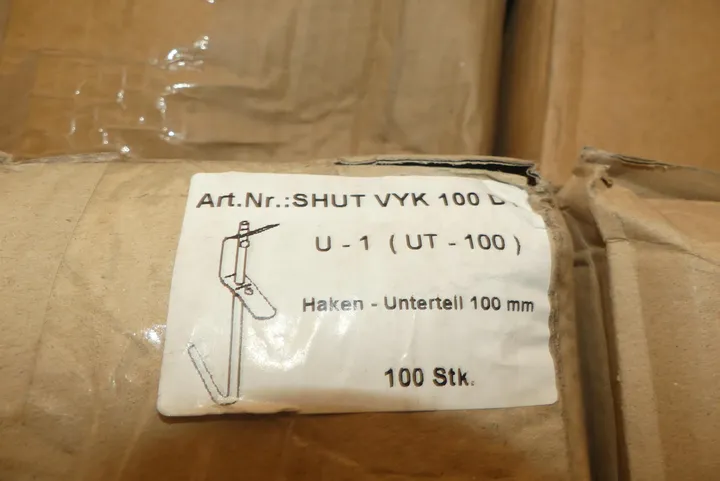 Art.Nr.:SHUT VYK 100
U - 1 ( UT - 100 )
Haken - Unterteil 100 mm
100 Stk.